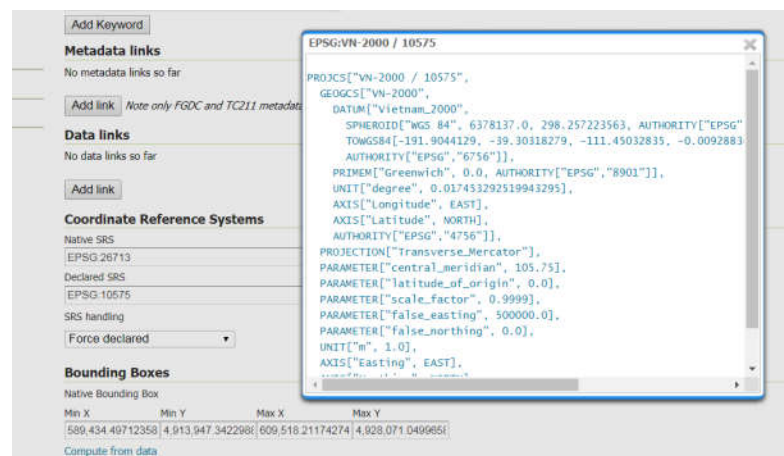 Add Keyword
Metadata links
No metadata links so far
Add link Note only FGDC and TC211 metadata
Data links
No data links so far
Add link
Coordinate Reference Systems
Native SRS
EPSG:26713
Declared SRS
EPSG:10575
SRS handling
Force declared
Bounding Boxes
Native Bounding Box
Min X Min Y Max X Max Y
589,434.49712358 4,913,947.3422988 609,518.21174274 4,928,071.0499658
Compute from data
EPSG:VN-2000 / 10575
PROJCS["VN-2000 / 10575",
GEOGCS["VN-2000",
DATUM["Vietnam_2000",
SPHEROID["WGS 84", 6378137.0, 298.257223563, AUTHORITY["EPSG"
TOWGS84[-191.9044129, -39.30318279, -111.45032835, -0.0092883
AUTHORITY["EPSG","6756"]],
PRIMEM["Greenwich", 0.0, AUTHORITY["EPSG","8901"]],
UNIT["degree", 0.017453292519943295],
AXIS["Longitude", EAST],
AXIS["Latitude", NORTH],
AUTHORITY["EPSG","4756"]],
PROJECTION["Transverse_Mercator"],
PARAMETER["central_meridian", 105.75],
PARAMETER["latitude_of_origin", 0.0],
PARAMETER["scale_factor", 0.9999],
PARAMETER["false_easting", 500000.0],
PARAMETER["false_northing", 0.0],
UNIT["m", 1.0],
AXIS["Easting", EAST],